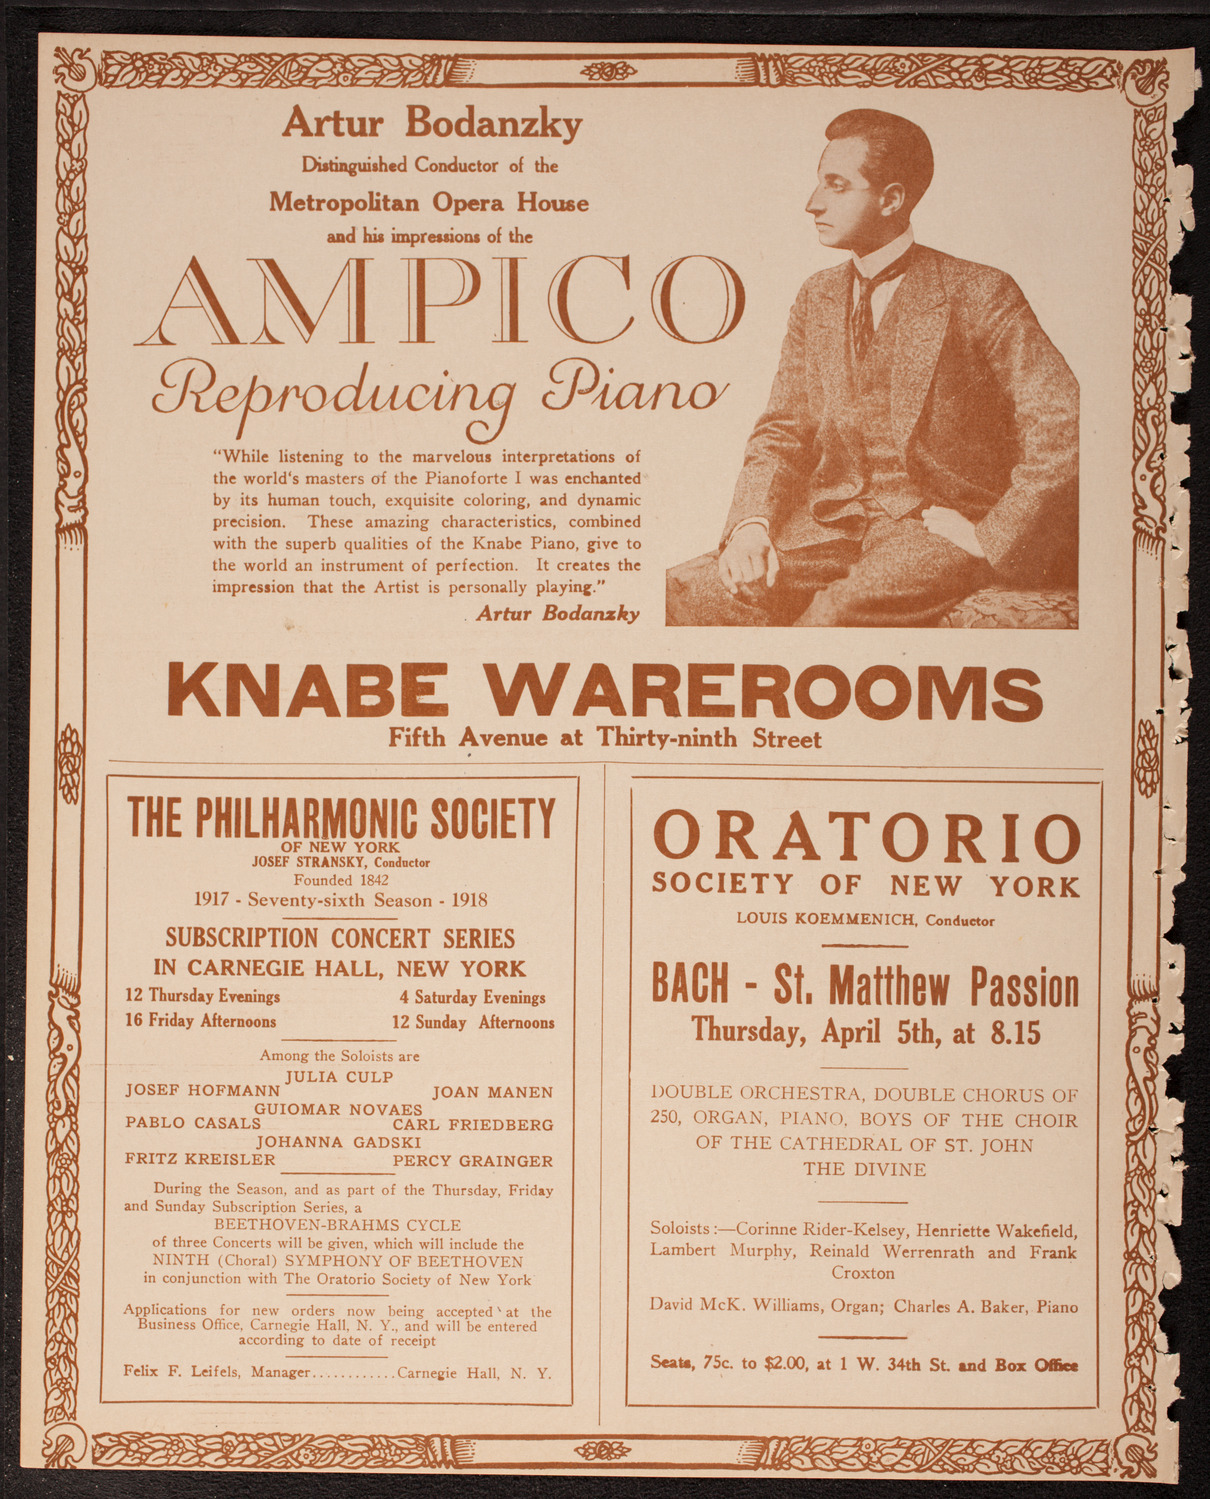 Artur Bodanzky
Distinguished Conductor of the
Metropolitan Opera House
and his impressions of the
AMPICO
Reproducing Piano
"While listening to the marvelous interpretations of
the world's masters of the Pianoforte I was enchanted
by its human touch, exquisite coloring, and dynamic
precision. These amazing characteristics, combined
with the superb qualities of the Knabe Piano, give to
the world an instrument of perfection. It creates the
impression that the Artist is personally playing."
Artur Bodanzky
KNABE WAREROOMS
Fifth Avenue at Thirty-ninth Street
THE PHILHARMONIC SOCIETY
OF NEW YORK
JOSEF STRANSKY, Conductor
Founded 1842
1917 - Seventy-sixth Season - 1918
SUBSCRIPTION CONCERT SERIES
IN CARNEGIE HALL, NEW YORK
12 Thursday Evenings 4 Saturday Evenings
16 Friday Afternoons 12 Sunday Afternoons
Among the Soloists are
JULIA CULP
JOSEF HOFMANN JOAN MANEN
GUIOMAR NOVAES
PABLO CASALS CARL FRIEDBERG
JOHANNA GADSKI
FRITZ KREISLER PERCY GRAINGER
During the Season, and as part of the Thursday, Friday
and Sunday Subscription Series, a
BEETHOVEN-BRAHMS CYCLE
of three Concerts will be given, which will include the
NINTH (Choral) SYMPHONY OF BEETHOVEN
in conjunction with The Oratorio Society of New York
Applications for new orders now being accepted at the
Business Office, Carnegie Hall, N. Y., and will be entered
according to date of receipt
Felix F. Leifels, Manager............Carnegie Hall, N. Y.
ORATORIO
SOCIETY OF NEW YORK
LOUIS KOEMMENICH, Conductor
BACH - St. Matthew Passion
Thursday, April 5th, at 8.15
DOUBLE ORCHESTRA, DOUBLE CHORUS OF
250, ORGAN, PIANO, BOYS OF THE CHOIR
OF THE CATHEDRAL OF ST. JOHN
THE DIVINE
Soloists:—Corinne Rider-Kelsey, Henriette Wakefield,
Lambert Murphy, Reinald Werrenrath and Frank
Croxton
David McK. Williams, Organ; Charles A. Baker, Piano
Seats, 75c. to $2.00, at 1 W. 34th St. and Box Office